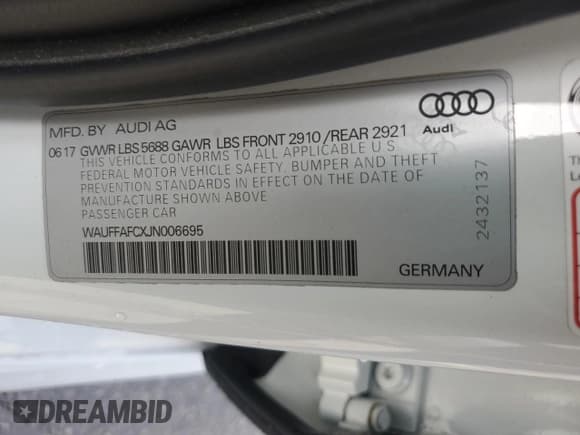 MFD. BY AUDI AG
06 17 GVWR LBS 5688 GAWR LBS FRONT 2910 /REAR 2921
THIS VEHICLE CONFORMS TO ALL APPLICABLE U S
FEDERAL MOTOR VEHICLE SAFETY, BUMPER AND THEFT
PREVENTION STANDARDS IN EFFECT ON THE DATE OF
MANUFACTURE SHOWN ABOVE
PASSENGER CAR
WAUFFAFCXJN006695
GERMANY
Audi
2432137
DREAMBID